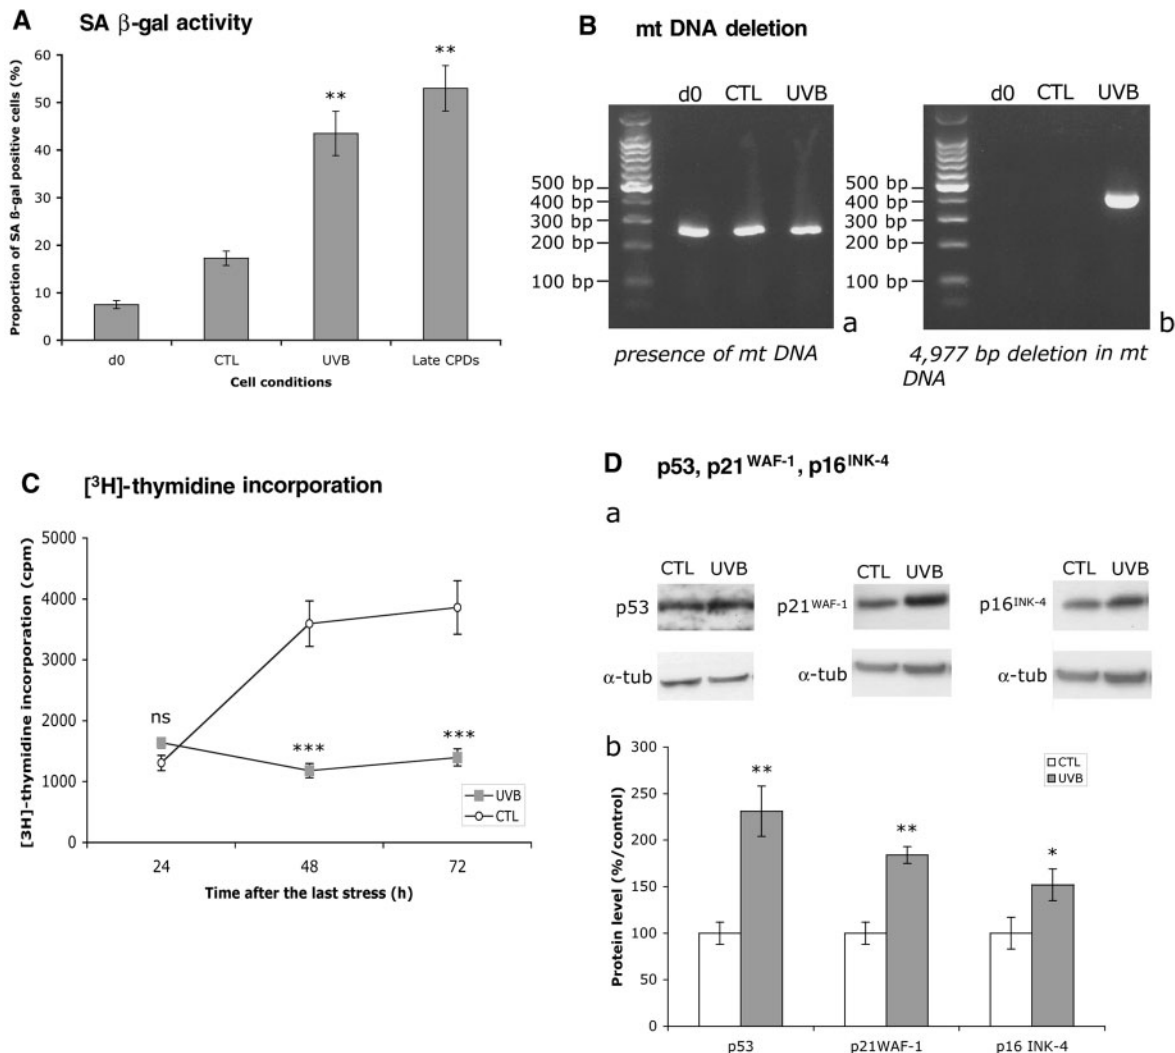 A SA β-gal activity
Proportion of SA ß-gal positive cells (%)
60
50
40
30
20
10
0
**
**
d0 CTL UVB Late CPDs
Cell conditions
B mt DNA deletion
d0 CTL UVB
500 bp
400 bp
300 bp
200 bp
100 bp
a
presence of mt DNA
d0 CTL UVB
500 bp
400 bp
300 bp
200 bp
100 bp
b
4,977 bp deletion in mt
DNA
C [³H]-thymidine incorporation
[3H]-thymidine incorporation (cpm)
5000
4000
3000
2000
1000
0
ns
***
***
UVB
CTL
24 48 72
Time after the last stress (h)
D p53, p21WAF-1, p16INK-4
a
CTL UVB
p53
α-tub
CTL UVB
p21WAF-1
α-tub
CTL UVB
p16INK-4
α-tub
b
Protein level (%/control)
300
250
200
150
100
50
0
**
**
*
CTL
UVB
p53 p21WAF-1 p16 INK-4